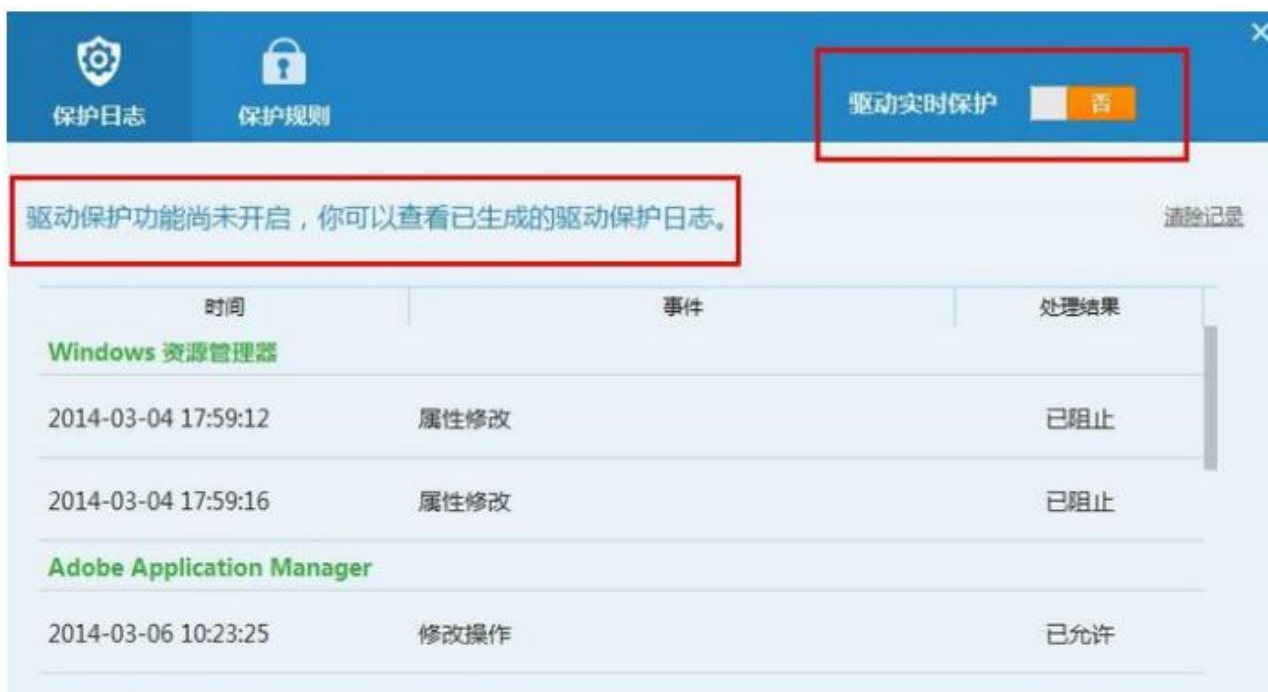 保护日志
保护规则
驱动实时保护
否
驱动保护功能尚未开启，你可以查看已生成的驱动保护日志。
清除记录
时间 事件 处理结果
Windows 资源管理器
2014-03-04 17:59:12 属性修改 已阻止
2014-03-04 17:59:16 属性修改 已阻止
Adobe Application Manager
2014-03-06 10:23:25 修改操作 已允许